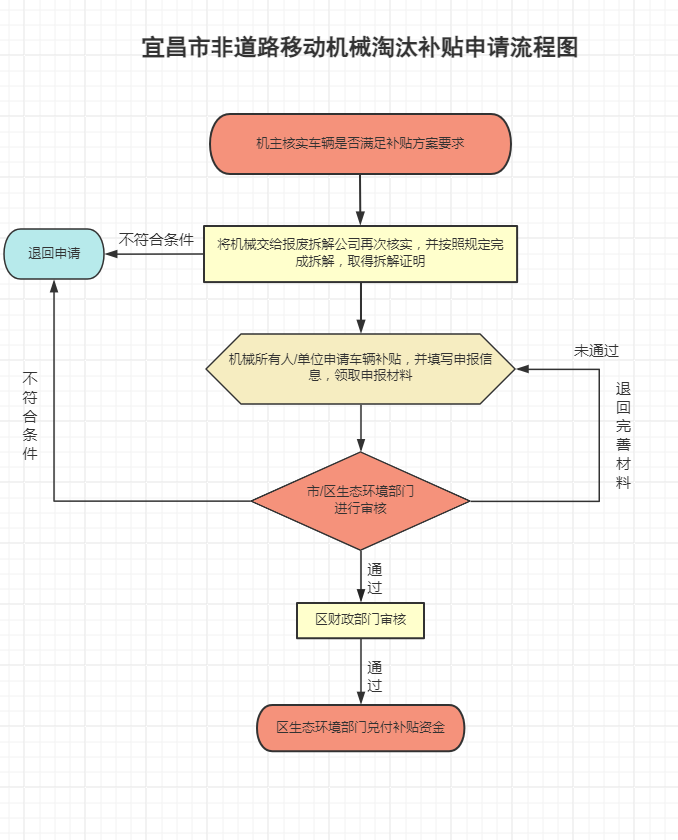 宜昌市非道路移动机械淘汰补贴申请流程图
机主核实车辆是否满足补贴方案要求
不符合条件
退回申请
将机械交给报废拆解公司再次核实，并按照规定完
成拆解，取得拆解证明
机械所有人/单位申请车辆补贴，并填写申报信
息，领取申报材料
未通过
退回完善材料
不符合条件
市/区生态环境部门
进行审核
通过
区财政部门审核
通过
区生态环境部门兑付补贴资金